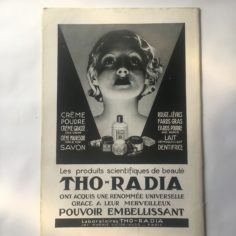 CRÈME
POUDRE
CRÈME GRASSE
SAVON
ROUGE À LÈVRES
FARDS GRAS
LAIT
DENTIFRICE
Les produits scientifiques de beauté
THO-RADIA
ONT ACQUIS UNE RENOMMÉE UNIVERSELLE
GRACE A LEUR MERVEILLEUX
POUVOIR EMBELLISSANT
Laboratoires THO-RADIA